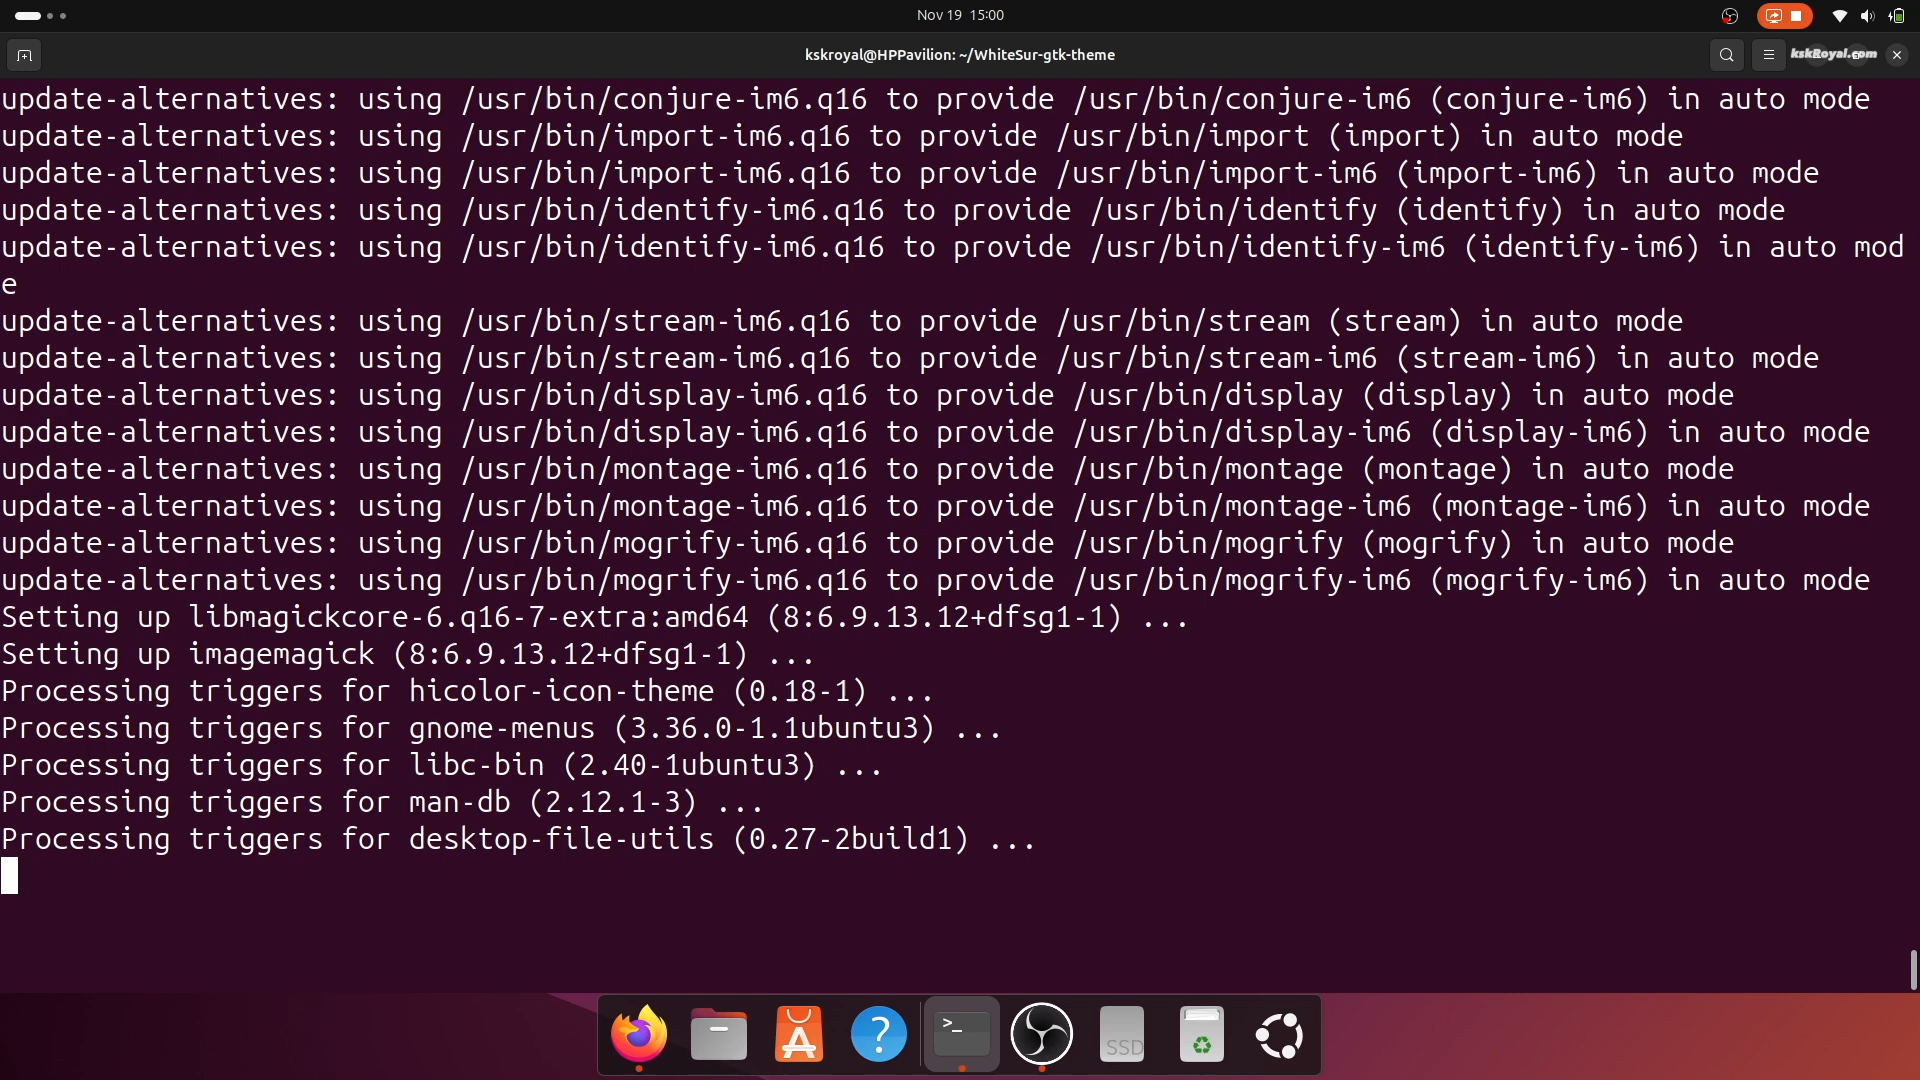 Nov 19 15:00
kskroyal@HPPavilion: ~/WhiteSur-gtk-theme
kskRoyal.com
update-alternatives: using /usr/bin/conjure-im6.q16 to provide /usr/bin/conjure-im6 (conjure-im6) in auto mode
update-alternatives: using /usr/bin/import-im6.q16 to provide /usr/bin/import (import) in auto mode
update-alternatives: using /usr/bin/import-im6.q16 to provide /usr/bin/import-im6 (import-im6) in auto mode
update-alternatives: using /usr/bin/identify-im6.q16 to provide /usr/bin/identify (identify) in auto mode
update-alternatives: using /usr/bin/identify-im6.q16 to provide /usr/bin/identify-im6 (identify-im6) in auto mod
e
update-alternatives: using /usr/bin/stream-im6.q16 to provide /usr/bin/stream (stream) in auto mode
update-alternatives: using /usr/bin/stream-im6.q16 to provide /usr/bin/stream-im6 (stream-im6) in auto mode
update-alternatives: using /usr/bin/display-im6.q16 to provide /usr/bin/display (display) in auto mode
update-alternatives: using /usr/bin/display-im6.q16 to provide /usr/bin/display-im6 (display-im6) in auto mode
update-alternatives: using /usr/bin/montage-im6.q16 to provide /usr/bin/montage (montage) in auto mode
update-alternatives: using /usr/bin/montage-im6.q16 to provide /usr/bin/montage-im6 (montage-im6) in auto mode
update-alternatives: using /usr/bin/mogrify-im6.q16 to provide /usr/bin/mogrify (mogrify) in auto mode
update-alternatives: using /usr/bin/mogrify-im6.q16 to provide /usr/bin/mogrify-im6 (mogrify-im6) in auto mode
Setting up libmagickcore-6.q16-7-extra:amd64 (8:6.9.13.12+dfsg1-1) ...
Setting up imagemagick (8:6.9.13.12+dfsg1-1) ...
Processing triggers for hicolor-icon-theme (0.18-1) ...
Processing triggers for gnome-menus (3.36.0-1.1ubuntu3) ...
Processing triggers for libc-bin (2.40-1ubuntu3) ...
Processing triggers for man-db (2.12.1-3) ...
Processing triggers for desktop-file-utils (0.27-2build1) ...
SSD